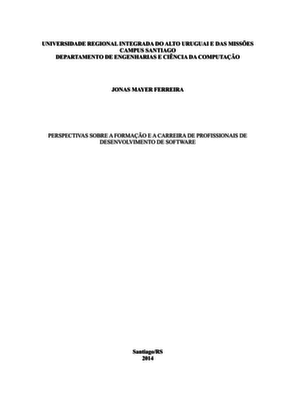 UNIVERSIDADE REGIONAL INTEGRADA DO ALTO URUGUAI E DAS MISSÕES
CAMPUS SANTIAGO
DEPARTAMENTO DE ENGENHARIAS E CIÊNCIA DA COMPUTAÇÃO
JONAS MAYER FERREIRA
PERSPECTIVAS SOBRE A FORMAÇÃO E A CARREIRA DE PROFISSIONAIS DE
DESENVOLVIMENTO DE SOFTWARE
Santiago/RS
2014